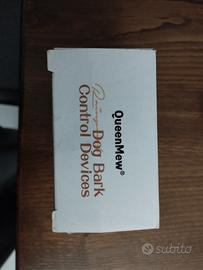 QueenMew®
Dog Bark
Control Devices
subito